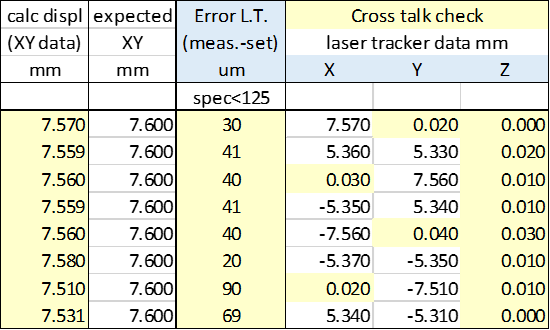 calc displ expected Error L.T. Cross talk check
(XY data) XY (meas.-set) laser tracker data mm
mm mm um X Y Z
spec<125
7.570 7.600 30 7.570 0.020 0.000
7.559 7.600 41 5.360 5.330 0.020
7.560 7.600 40 0.030 7.560 0.010
7.559 7.600 41 -5.350 5.340 0.010
7.560 7.600 40 -7.560 0.040 0.030
7.580 7.600 20 -5.370 -5.350 0.010
7.510 7.600 90 0.020 -7.510 0.010
7.531 7.600 69 5.340 -5.310 0.000